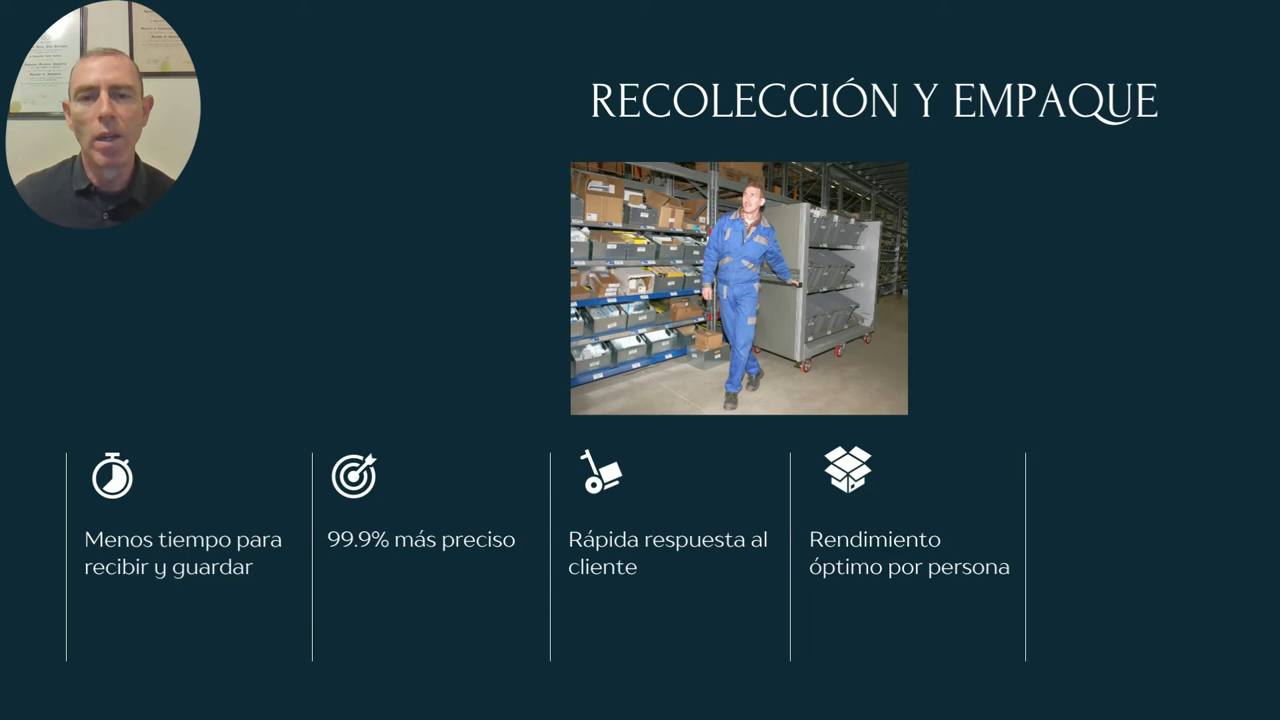 RECOLECCIÓN Y EMPAQUE
Menos tiempo para
recibir y guardar
99.9% más preciso
Rápida respuesta al
cliente
Rendimiento
óptimo por persona